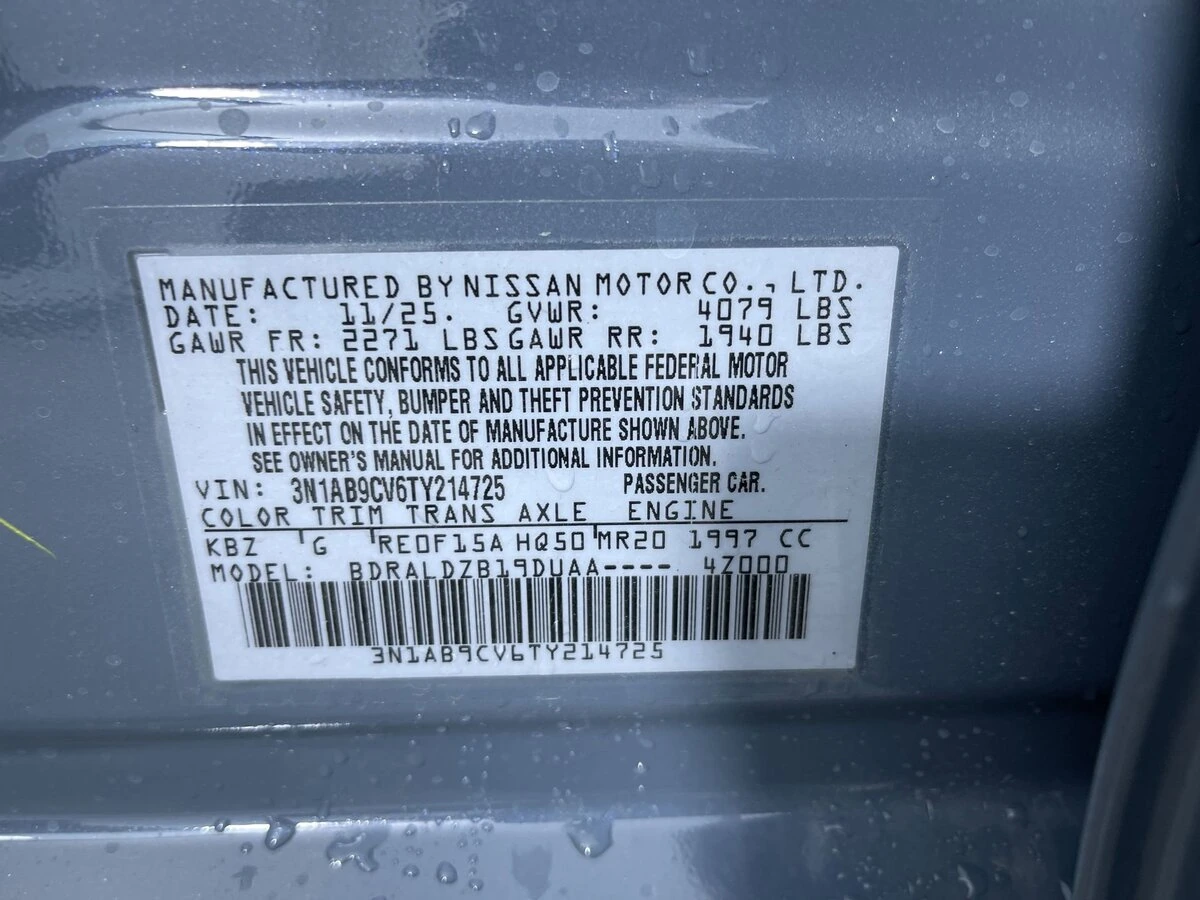 MANUFACTURED BY NISSAN MOTOR CO., LTD.
DATE: 11/25. GVWR: 4079 LBS
GAWR FR: 2271 LBS GAWR RR: 1940 LBS
THIS VEHICLE CONFORMS TO ALL APPLICABLE FEDERAL MOTOR
VEHICLE SAFETY, BUMPER AND THEFT PREVENTION STANDARDS
IN EFFECT ON THE DATE OF MANUFACTURE SHOWN ABOVE.
SEE OWNER'S MANUAL FOR ADDITIONAL INFORMATION.
VIN: 3N1AB9CV6TY214725 PASSENGER CAR.
COLOR TRIM TRANS AXLE ENGINE
KBZ G RE0F15A HQ50 MR20 1997 CC
MODEL: BDRALDZB19DUAA---- 4Z000
3N1AB9CV6TY214725